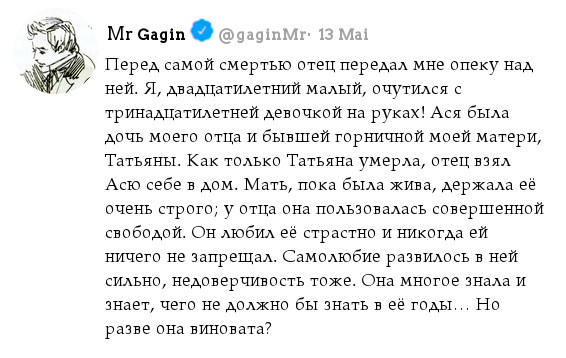 Mr Gagin @gaginMr· 13 Mai
Перед самой смертью отец передал мне опеку над
ней. Я, двадцатилетний малый, очутился с
тринадцатилетней девочкой на руках! Ася была
дочь моего отца и бывшей горничной моей матери,
Татьяны. Как только Татьяна умерла, отец взял
Асю себе в дом. Мать, пока была жива, держала её
очень строго; у отца она пользовалась совершенной
свободой. Он любил её страстно и никогда ей
ничего не запрещал. Самолюбие развилось в ней
сильно, недоверчивость тоже. Она многое знала и
знает, чего не должно бы знать в её годы... Но
разве она виновата?